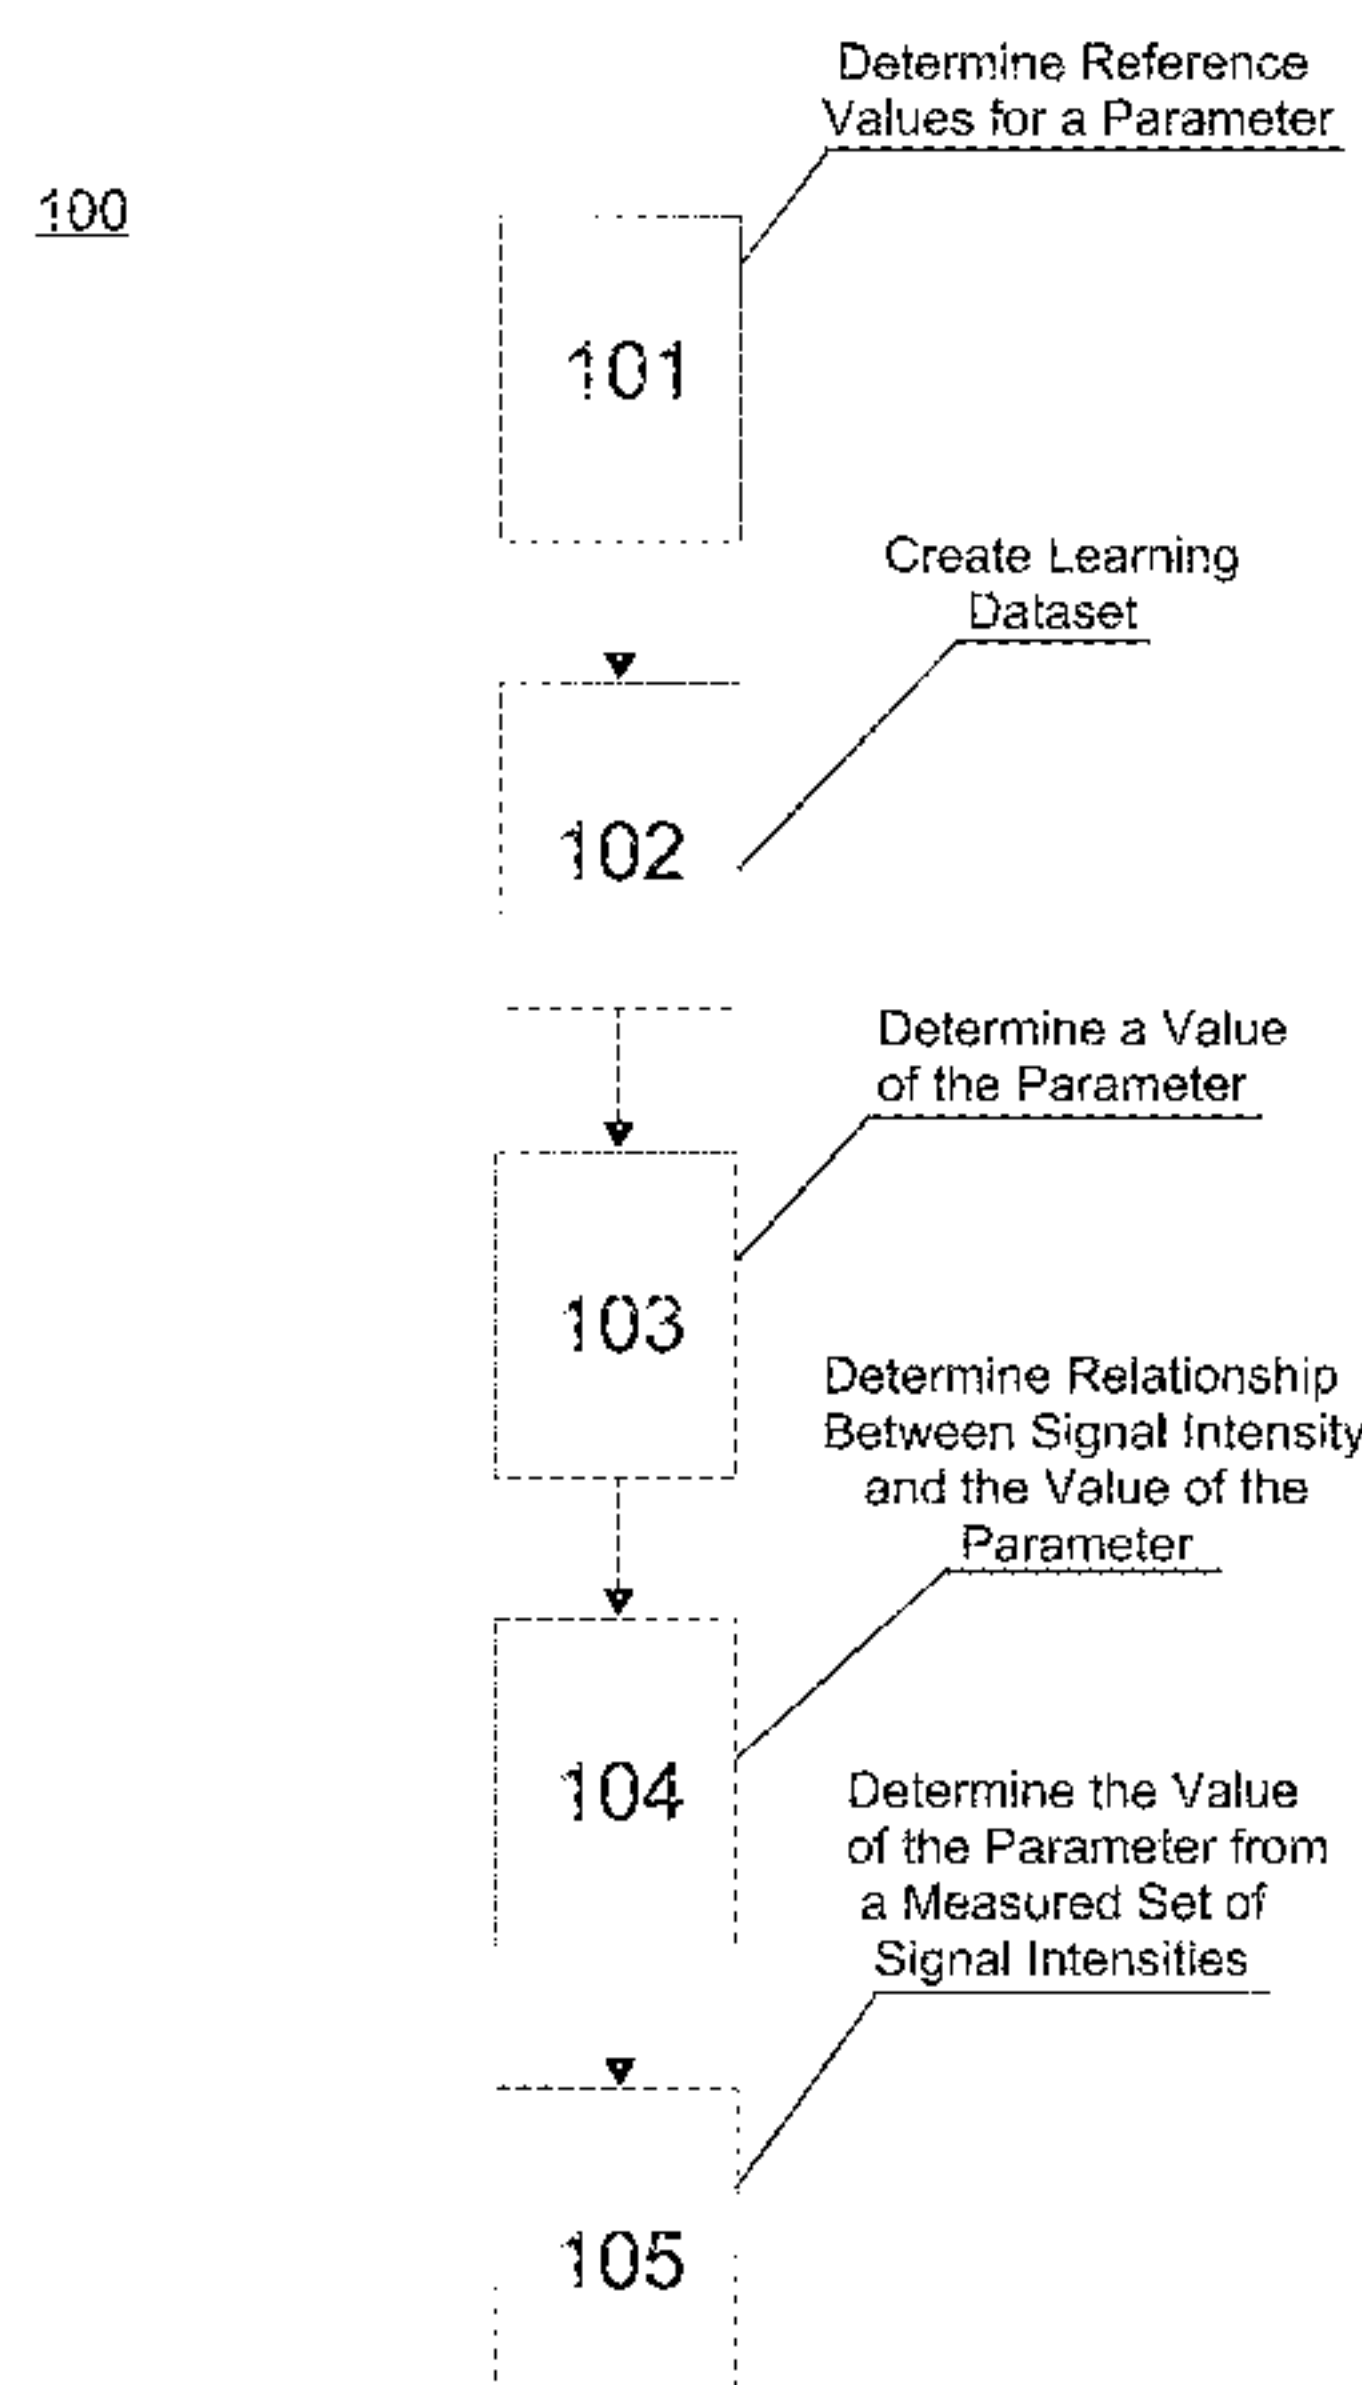 Determine Reference
Values for a Parameter
100
101
Create Learning
Dataset
102
Determine a Value
of the Parameter
103
Determine Relationship
Between Signal Intensity
and the Value of the
Parameter
104
Determine the Value
of the Parameter from
a Measured Set of
Signal Intensities
105